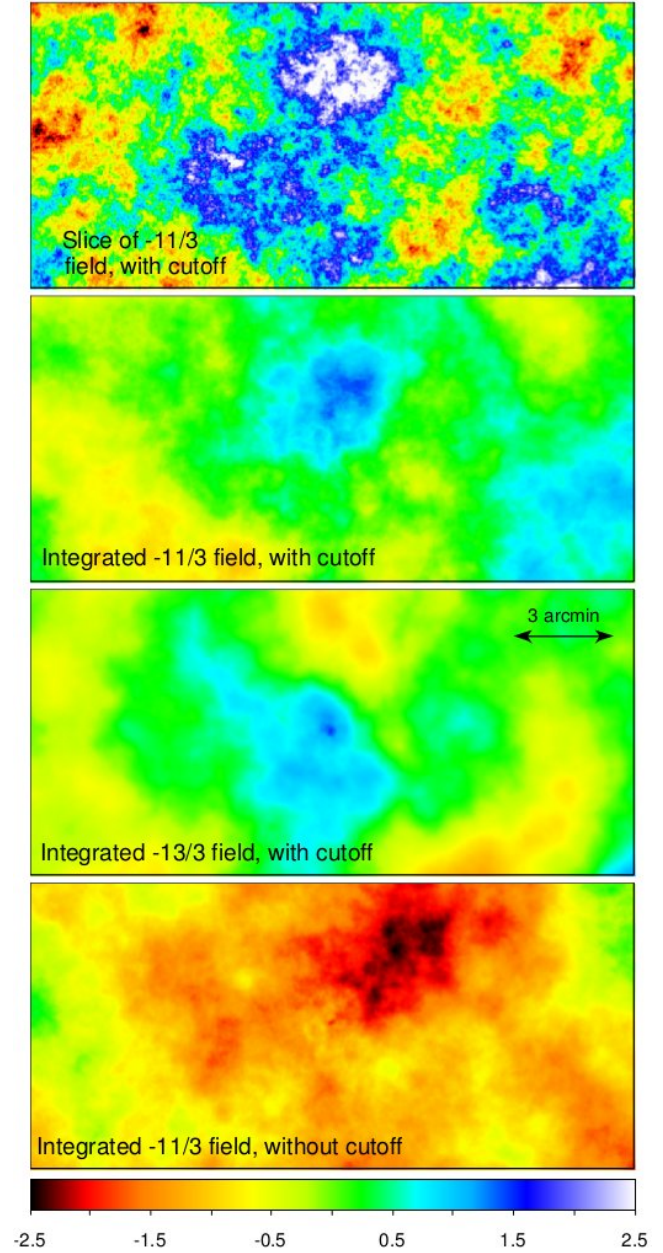 Slice of -11/3
field, with cutoff
Integrated -11/3 field, with cutoff
3 arcmin
Integrated -13/3 field, with cutoff
Integrated -11/3 field, without cutoff
-2.5 -1.5 -0.5 0.5 1.5 2.5